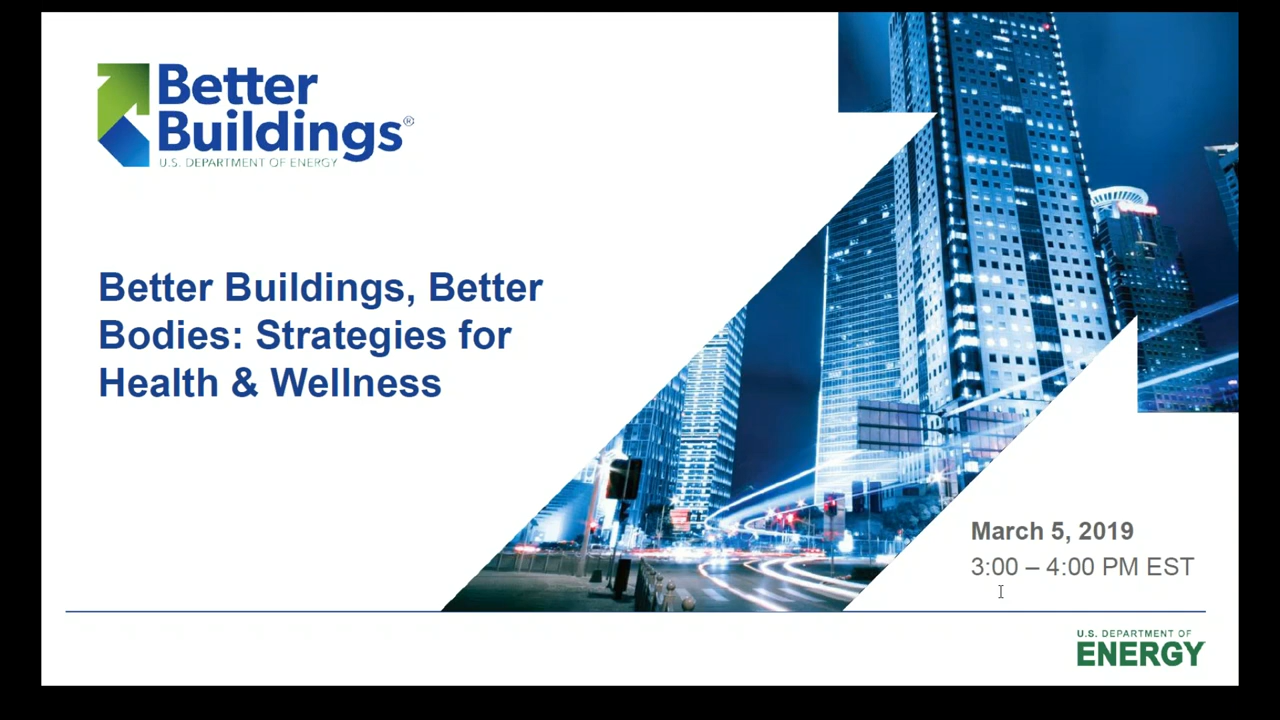 Better
Buildings®
U.S. DEPARTMENT OF ENERGY
Better Buildings, Better
Bodies: Strategies for
Health & Wellness
March 5, 2019
3:00 – 4:00 PM EST
U.S. DEPARTMENT OF
ENERGY